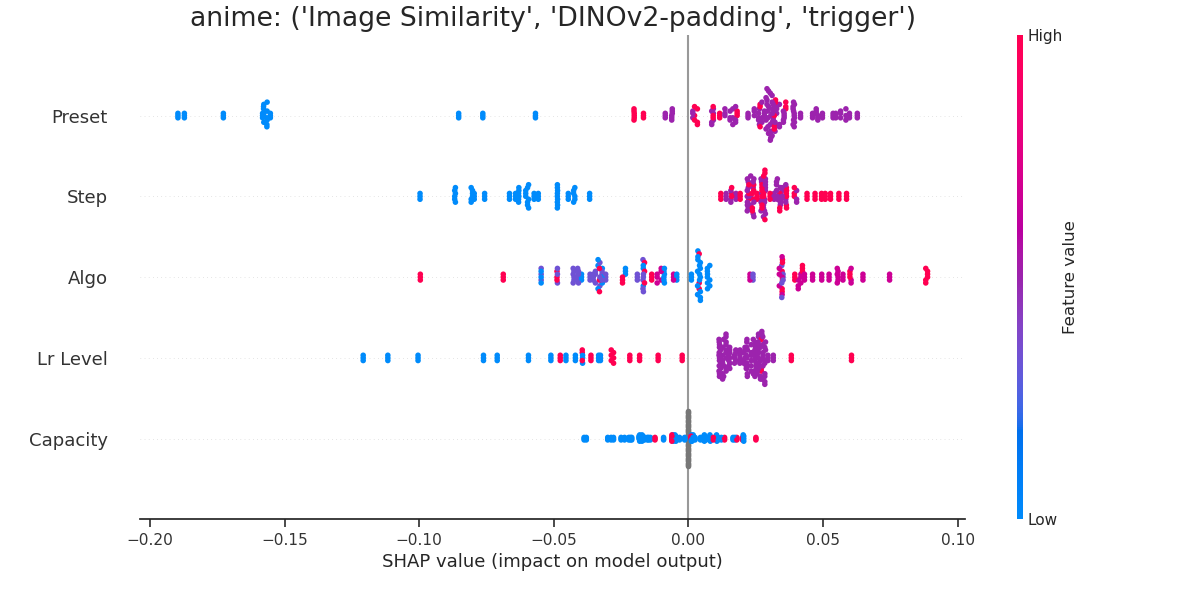 anime: ('Image Similarity', 'DINOv2-padding', 'trigger')
High
Preset
Step
Algo
Lr Level
Capacity
Feature value
Low
−0.20 −0.15 −0.10 −0.05 0.00 0.05 0.10
SHAP value (impact on model output)